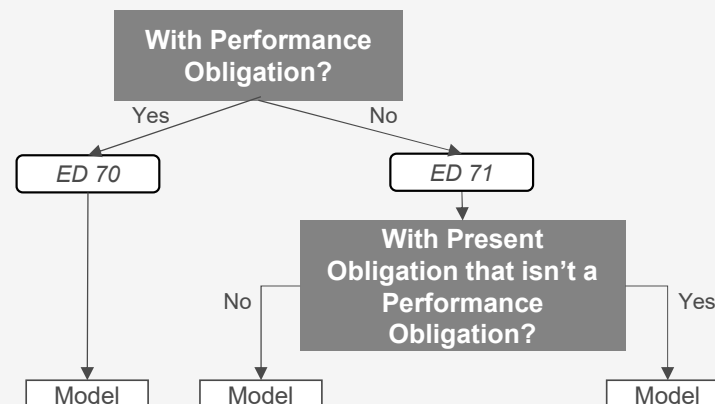 With Performance
Obligation?
Yes
No
ED 70
ED 71
With Present
Obligation that isn't a
Performance
Obligation?
No
Yes
Model
Model
Model